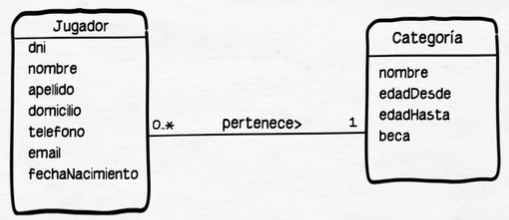 Jugador
dni
nombre
apellido
domicilio
telefono
email
fechaNacimiento
0..* pertenece> 1
Categoría
nombre
edadDesde
edadHasta
beca